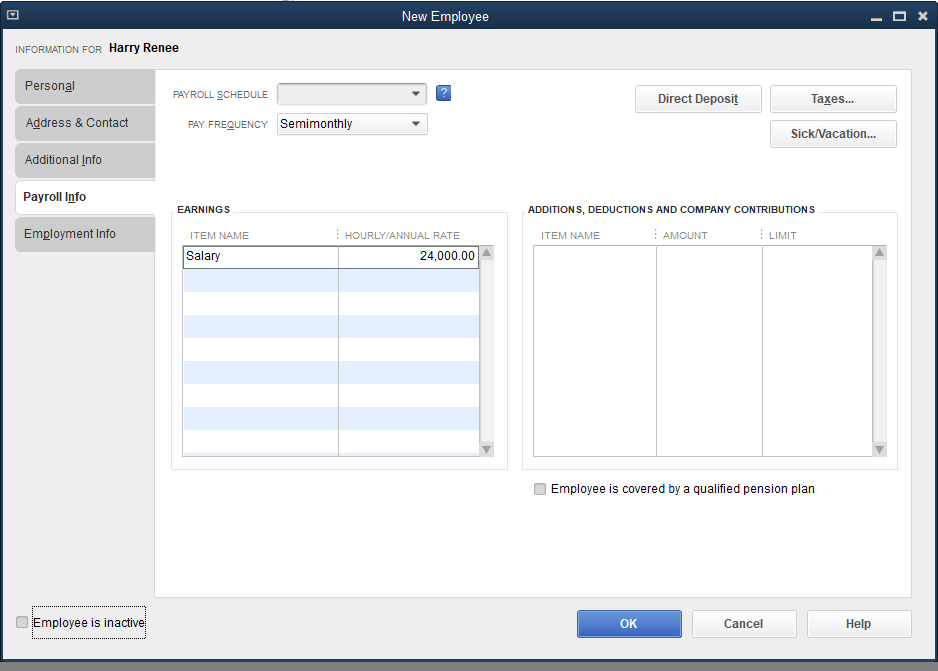 New Employee
INFORMATION FOR Harry Renee
Personal
Address & Contact
Additional Info
Payroll Info
Employment Info
PAYROLL SCHEDULE ?
PAY FREQUENCY Semimonthly
Direct Deposit Taxes...
Sick/Vacation...
EARNINGS
ITEM NAME HOURLY/ANNUAL RATE
Salary 24,000.00
ADDITIONS, DEDUCTIONS AND COMPANY CONTRIBUTIONS
ITEM NAME AMOUNT LIMIT
Employee is covered by a qualified pension plan
Employee is inactive
OK Cancel Help